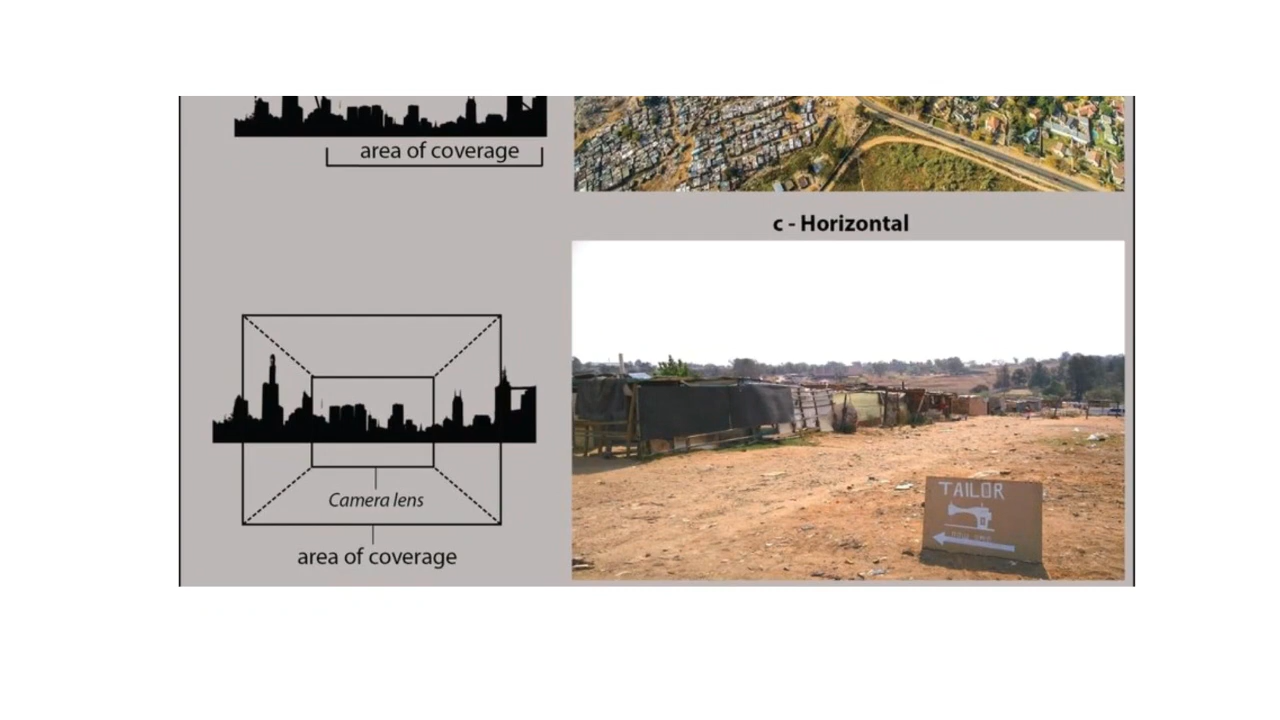 area of coverage
c - Horizontal
Camera lens
area of coverage
TAILOR